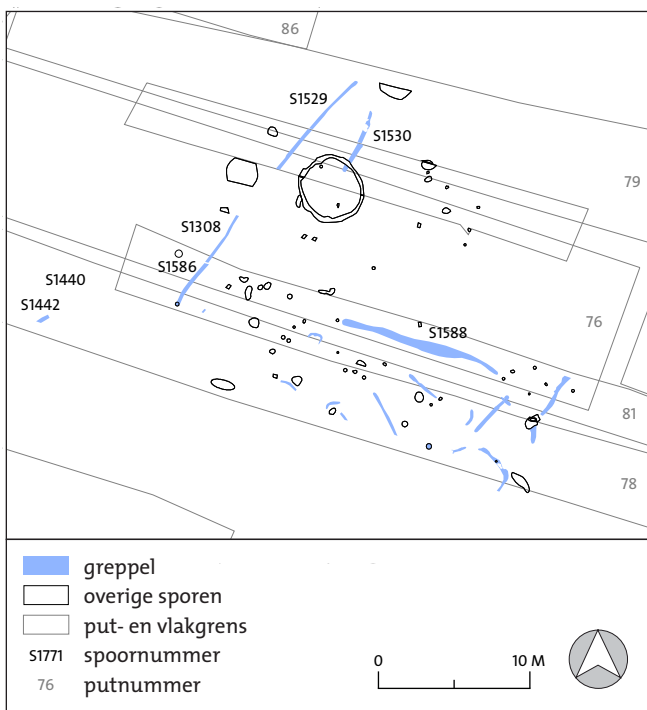 86
S1529
S1530
79
S1308
S1586
S1440
S1442
S1588
76
81
78
greppel
overige sporen
put- en vlakgrens
S1771 spoornummer
76 putnummer
0 10 M